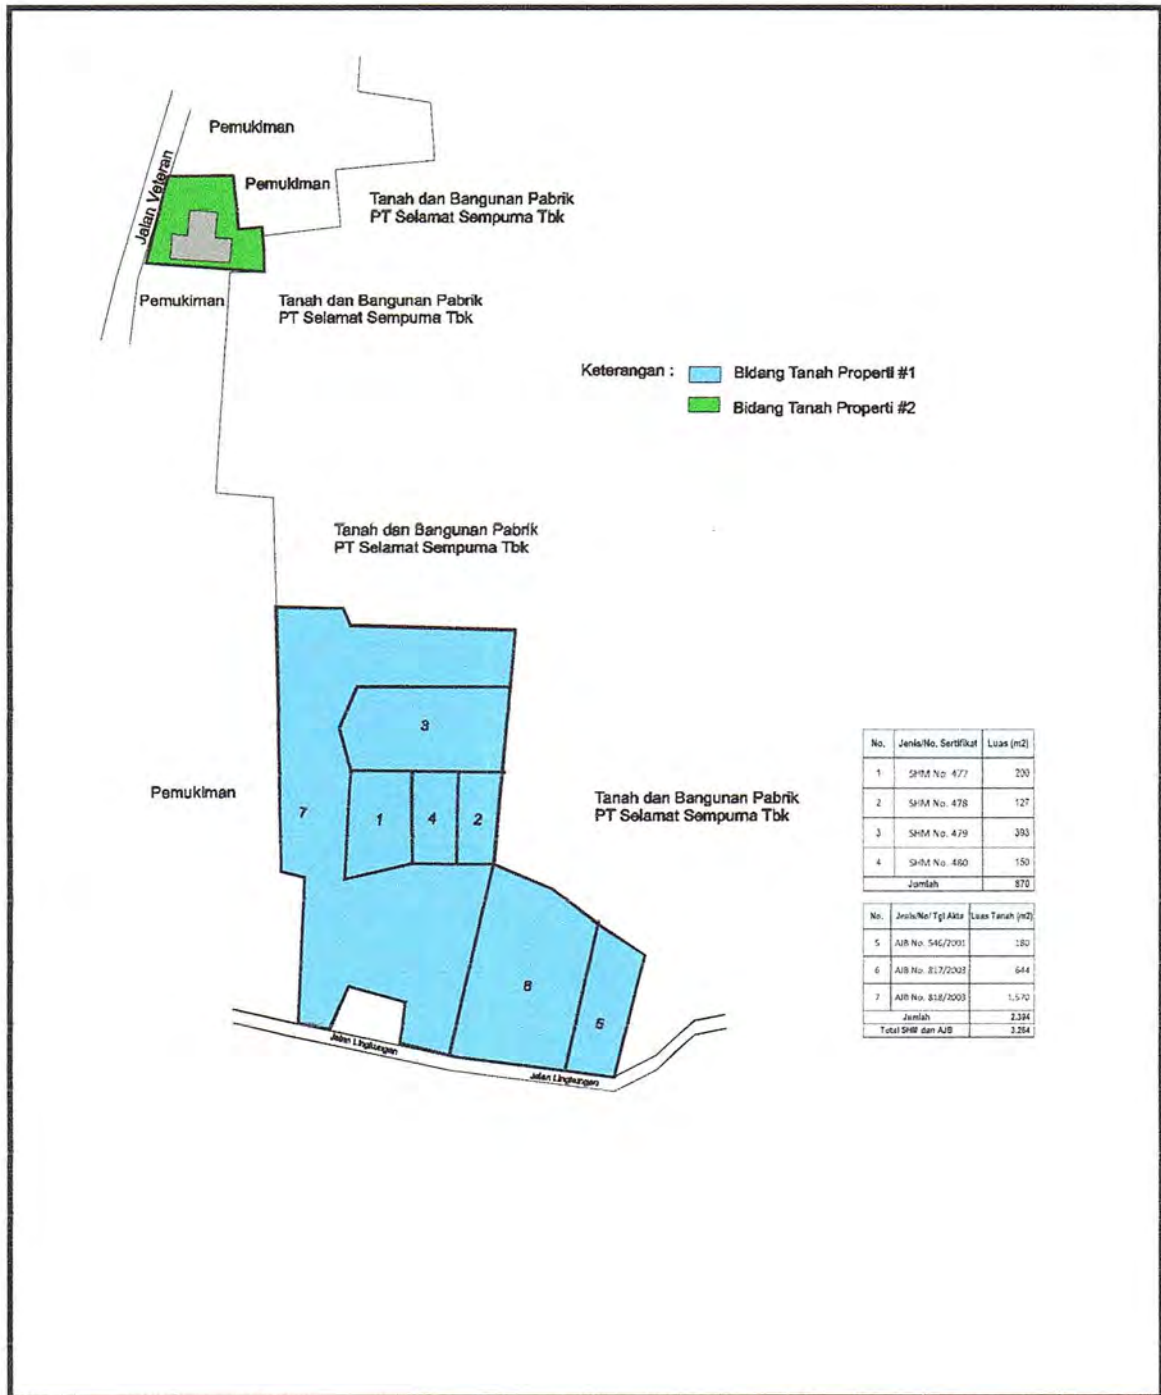 Pemukiman
Jalan Veteran
Pemukiman
Tanah dan Bangunan Pabrik
PT Selamat Sempurna Tbk
Pemukiman
Tanah dan Bangunan Pabrik
PT Selamat Sempurna Tbk
Keterangan :
Bidang Tanah Properti #1
Bidang Tanah Properti #2
Tanah dan Bangunan Pabrik
PT Selamat Sempurna Tbk
3
Pemukiman
7
1
4
2
Tanah dan Bangunan Pabrik
PT Selamat Sempurna Tbk
6
5
Jalan Lingkungan
Jalan Lingkungan
No. Jenis/No. Sertifikat Luas (m2)
1 SHM No. 477 200
2 SHM No. 478 127
3 SHM No. 479 393
4 SHM No. 480 150
Jumlah 870
No. Jenis/No/ Tgl Akta Luas Tanah (m2)
5 AJB No. 546/2001 180
6 AJB No. 817/2003 644
7 AJB No. 818/2003 1,570
Jumlah 2.394
Total SHM dan AJB 3.264